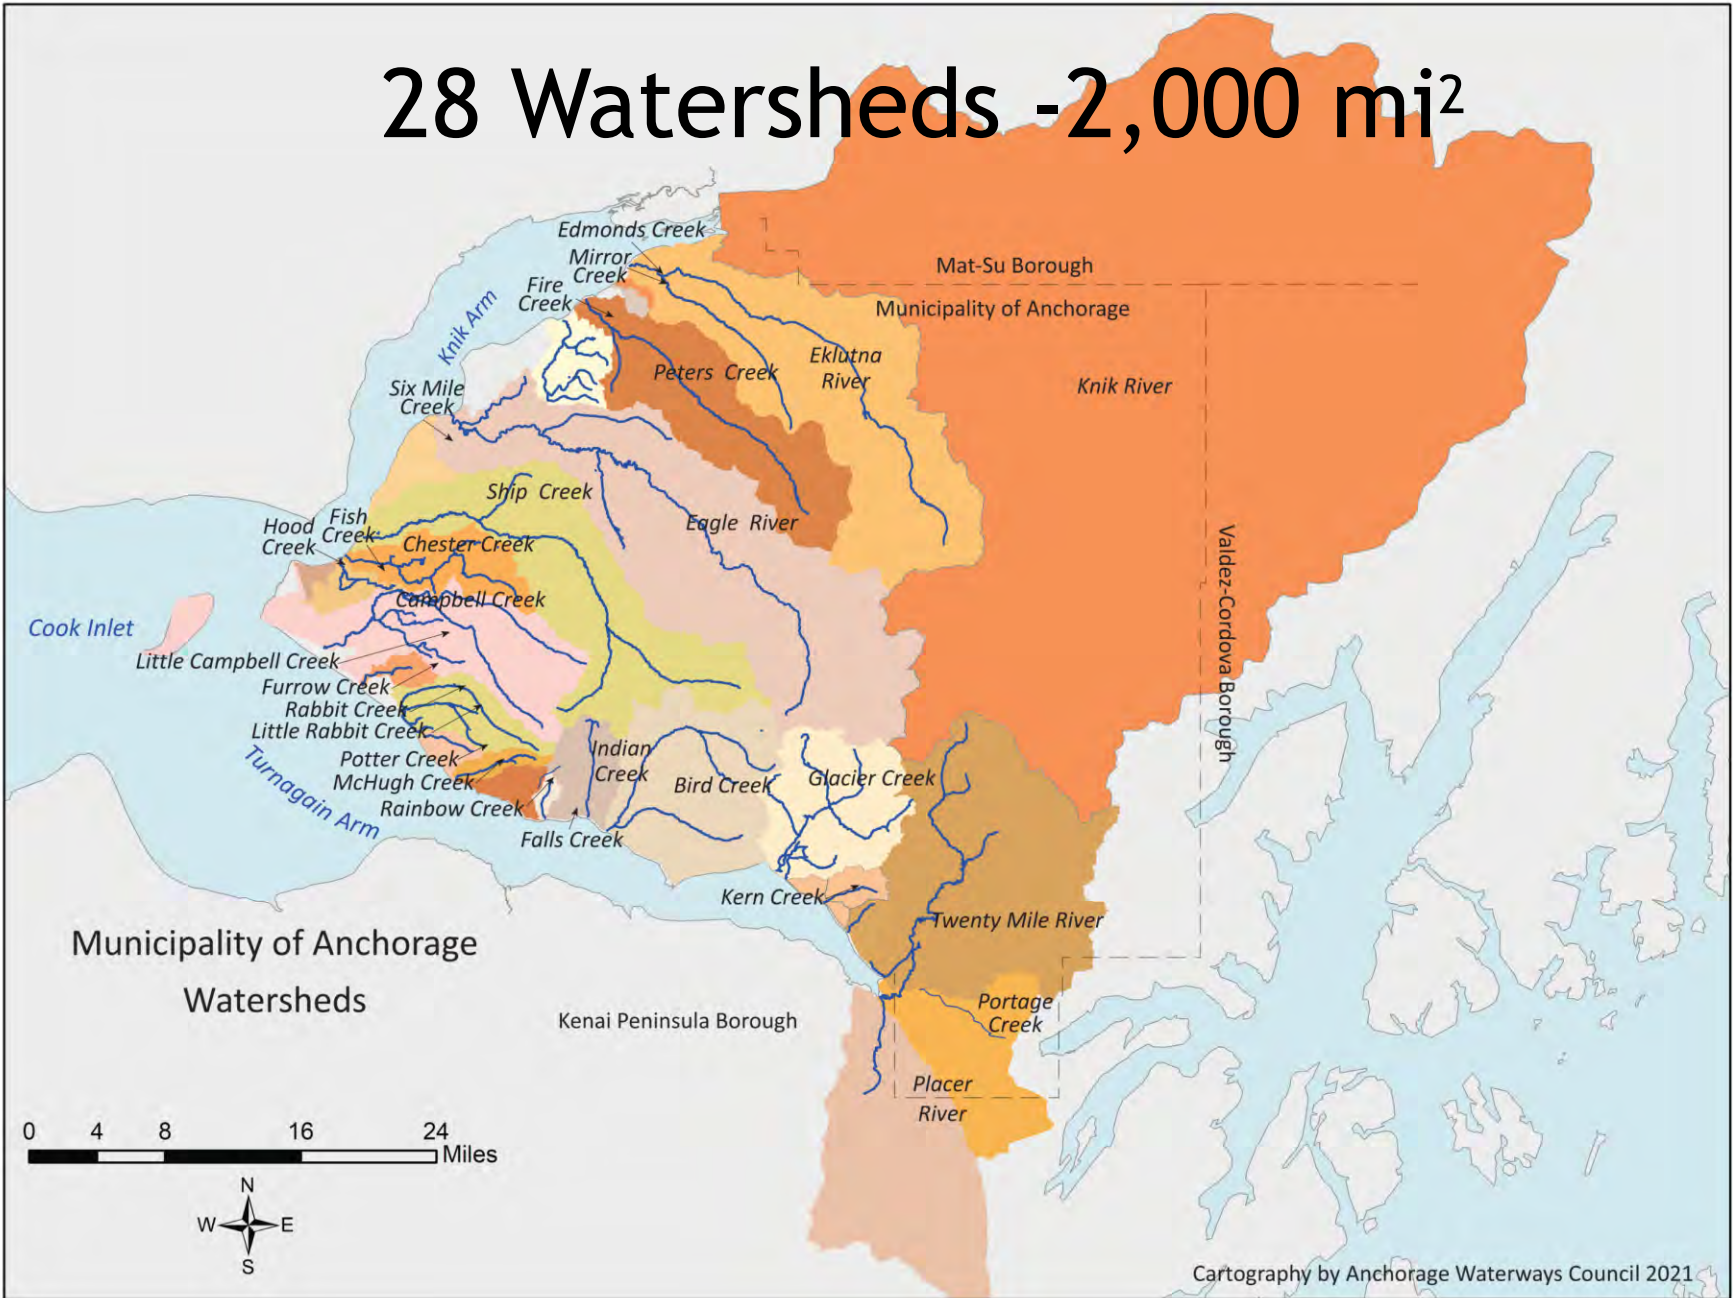 28 Watersheds -2,000 mi²
Edmonds Creek
Mirror
Creek
Fire
Creek
Knik Arm
Mat-Su Borough
Municipality of Anchorage
Eklutna
River
Peters Creek
Knik River
Six Mile
Creek
Ship Creek
Eagle River
Hood
Creek
Fish
Creek
Chester Creek
Campbell Creek
Cook Inlet
Little Campbell Creek
Furrow Creek
Rabbit Creek
Little Rabbit Creek
Potter Creek
McHugh Creek
Rainbow Creek
Falls Creek
Turnagain Arm
Indian
Creek
Bird Creek
Glacier Creek
Valdez-Cordova Borough
Kern Creek
Twenty Mile River
Municipality of Anchorage
Watersheds
Kenai Peninsula Borough
Portage
Creek
Placer
River
0 4 8 16 24
Miles
N
W E
S
Cartography by Anchorage Waterways Council 2021